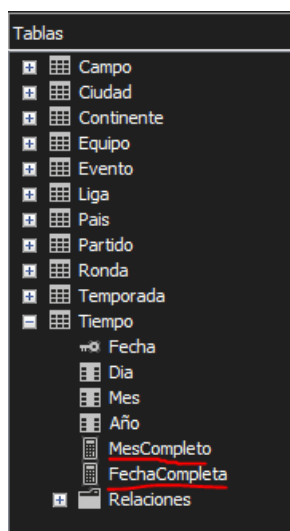 Tablas
Campo
Ciudad
Continente
Equipo
Evento
Liga
Pais
Partido
Ronda
Temporada
Tiempo
Fecha
Dia
Mes
Año
MesCompleto
FechaCompleta
Relaciones